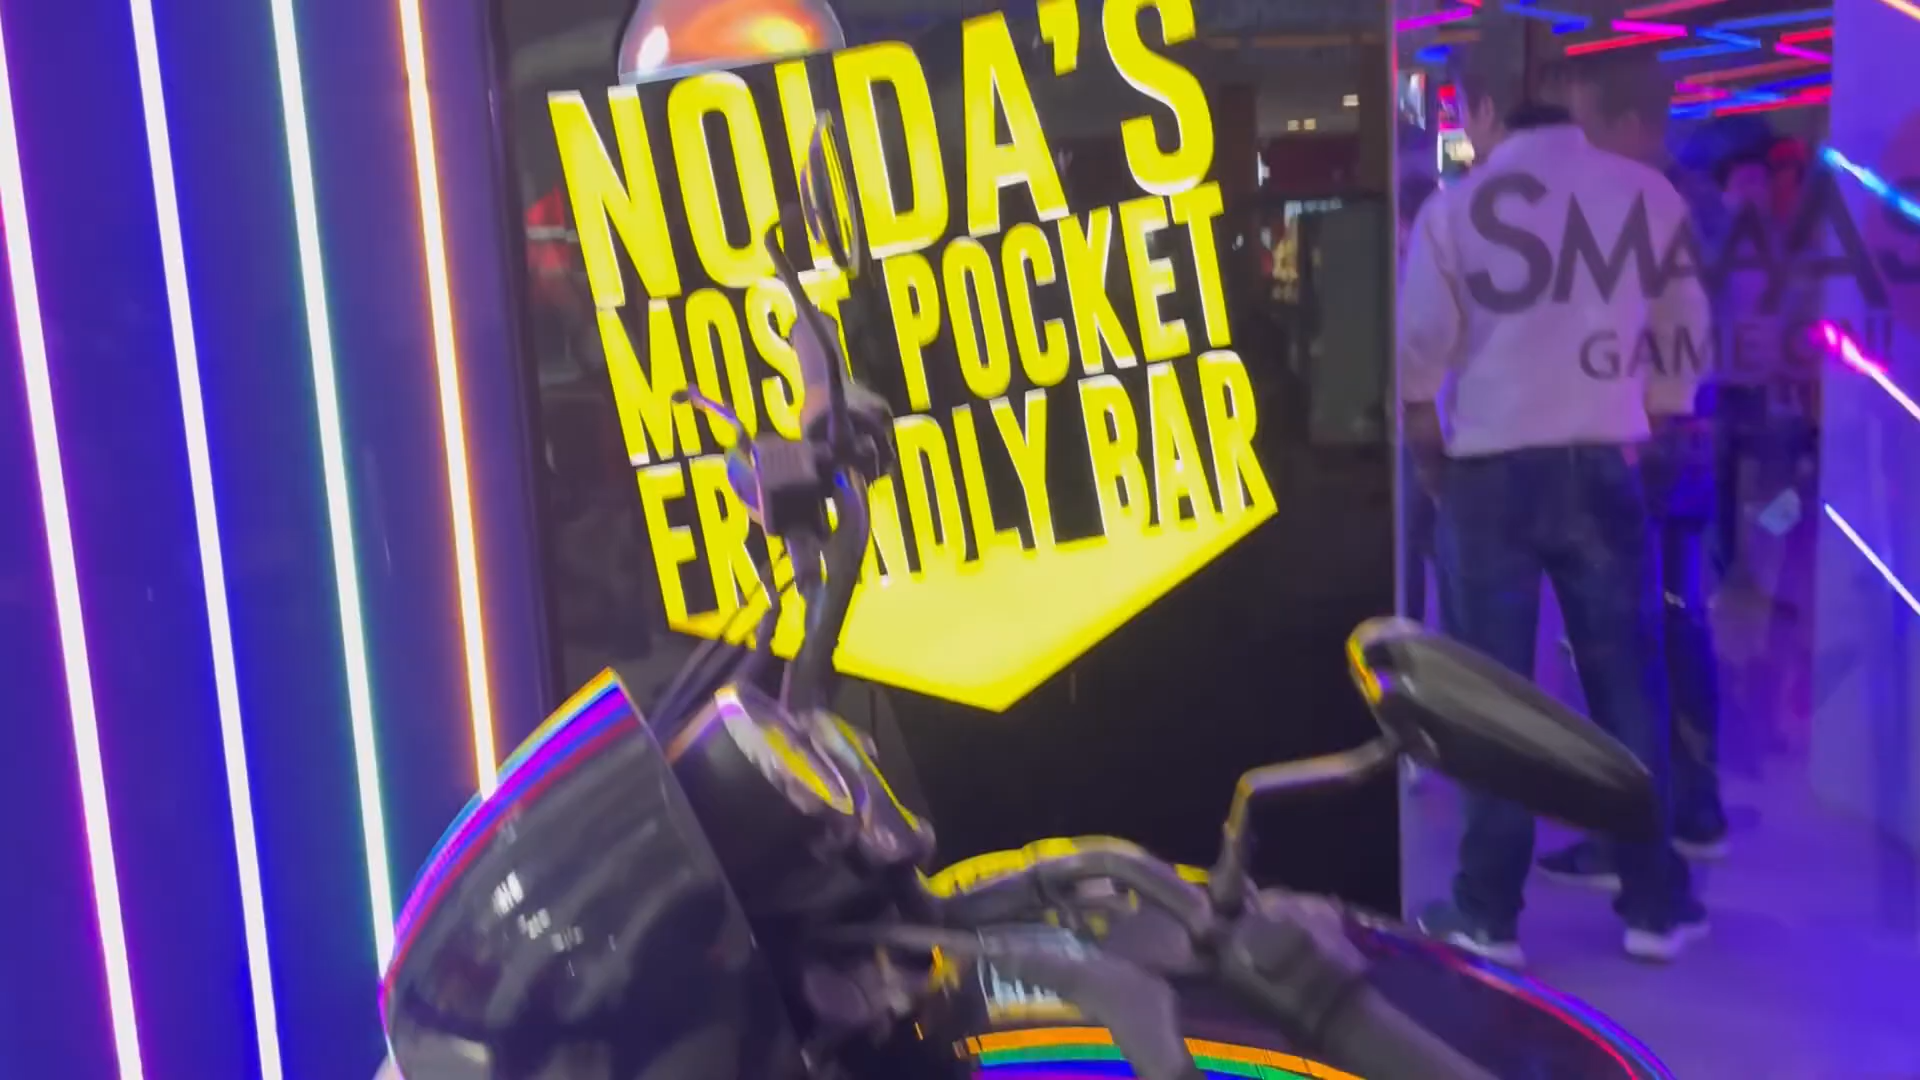 NOIDA'S
MOST POCKET
FRIENDLY BAR
SMAAASH
GAME ON!